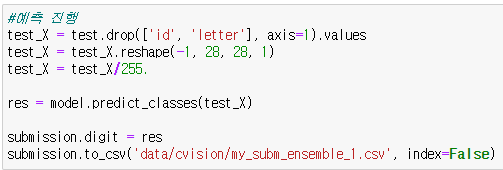 #예측 진행
test_X = test.drop(['id', 'letter'], axis=1).values
test_X = test_X.reshape(-1, 28, 28, 1)
test_X = test_X/255.
res = model.predict_classes(test_X)
submission.digit = res
submission.to_csv('data/cvision/my_subm_ensemble_1.csv', index=False)